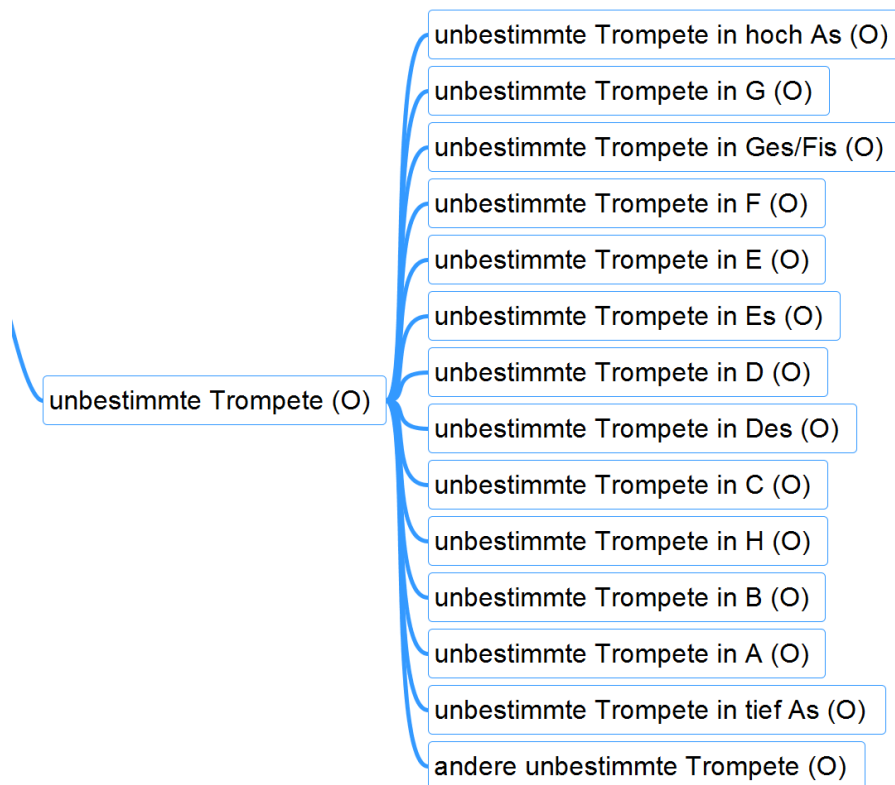 unbestimmte Trompete in hoch As (O)
unbestimmte Trompete in G (O)
unbestimmte Trompete in Ges/Fis (O)
unbestimmte Trompete in F (O)
unbestimmte Trompete in E (O)
unbestimmte Trompete in Es (O)
unbestimmte Trompete in D (O)
unbestimmte Trompete (O)
unbestimmte Trompete in Des (O)
unbestimmte Trompete in C (O)
unbestimmte Trompete in H (O)
unbestimmte Trompete in B (O)
unbestimmte Trompete in A (O)
unbestimmte Trompete in tief As (O)
andere unbestimmte Trompete (O)